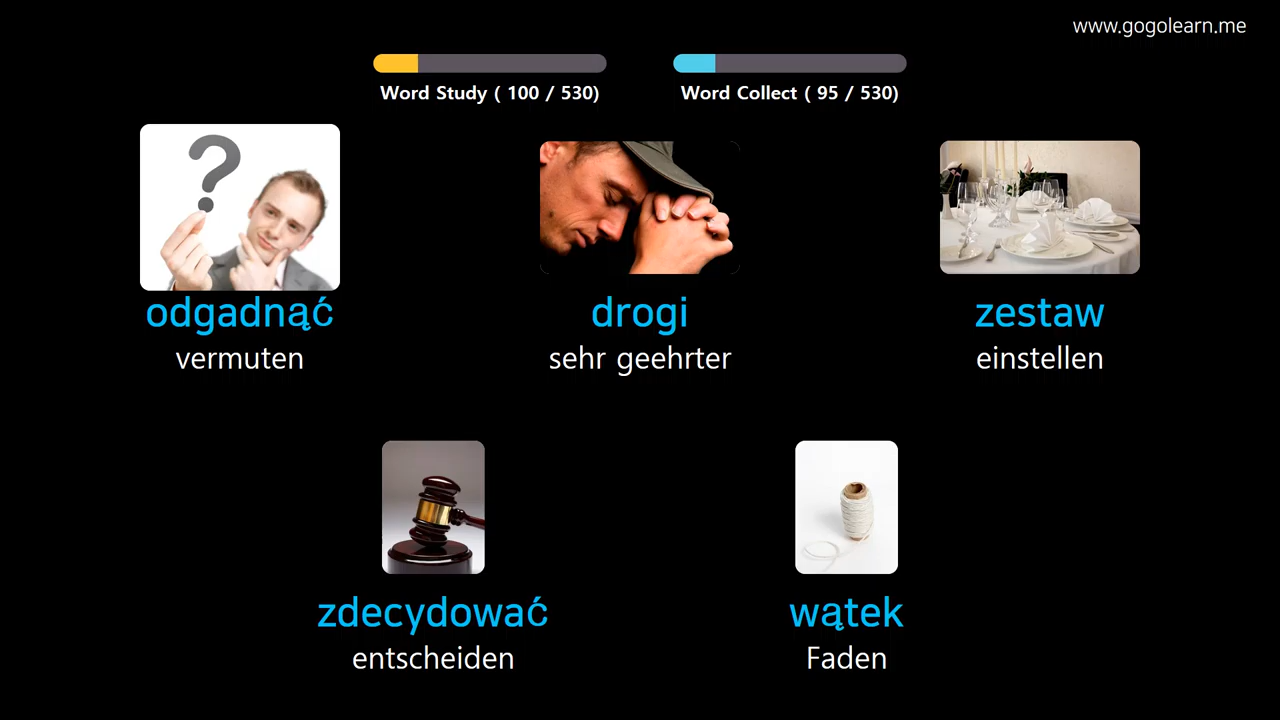 www.gogolearn.me
Word Study ( 100 / 530)
Word Collect ( 95 / 530)
odgadnąć
vermuten
drogi
sehr geehrter
zestaw
einstellen
zdecydować
entscheiden
wątek
Faden